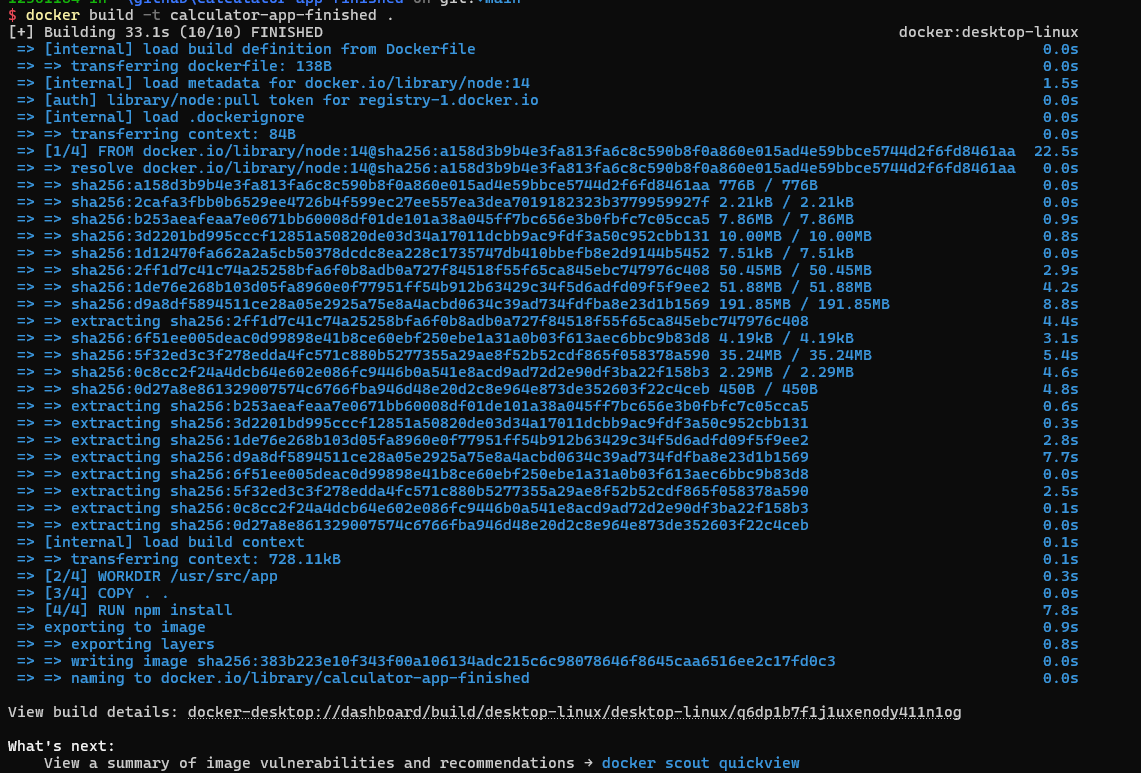 $ docker build -t calculator-app-finished .
[+] Building 33.1s (10/10) FINISHED docker:desktop-linux
=> [internal] load build definition from Dockerfile 0.0s
=> => transferring dockerfile: 138B 0.0s
=> [internal] load metadata for docker.io/library/node:14 1.5s
=> [auth] library/node:pull token for registry-1.docker.io 0.0s
=> [internal] load .dockerignore 0.0s
=> => transferring context: 84B 0.0s
=> [1/4] FROM docker.io/library/node:14@sha256:a158d3b9b4e3fa813fa6c8c590b8f0a860e015ad4e59bbce5744d2f6fd8461aa 22.5s
=> => resolve docker.io/library/node:14@sha256:a158d3b9b4e3fa813fa6c8c590b8f0a860e015ad4e59bbce5744d2f6fd8461aa 0.0s
=> => sha256:a158d3b9b4e3fa813fa6c8c590b8f0a860e015ad4e59bbce5744d2f6fd8461aa 776B / 776B 0.0s
=> => sha256:2cafa3fbb0b6529ee4726b4f599ec27ee557ea3dea7019182323b3779959927f 2.21kB / 2.21kB 0.0s
=> => sha256:b253aeafeaa7e0671bb60008df01de101a38a045ff7bc656e3b0fbfc7c05cca5 7.86MB / 7.86MB 0.9s
=> => sha256:3d2201bd995cccf12851a50820de03d34a17011dcbb9ac9fdf3a50c952cbb131 10.00MB / 10.00MB 0.8s
=> => sha256:1d12470fa662a2a5cb50378dcdc8ea228c1735747db410bbefb8e2d9144b5452 7.51kB / 7.51kB 0.0s
=> => sha256:2ff1d7c41c74a25258bfa6f0b8adb0a727f84518f55f65ca845ebc747976c408 50.45MB / 50.45MB 2.9s
=> => sha256:1de76e268b103d05fa8960e0f77951ff54b912b63429c34f5d6adfd09f5f9ee2 51.88MB / 51.88MB 4.2s
=> => sha256:d9a8df5894511ce28a05e2925a75e8a4acbd0634c39ad734fdfba8e23d1b1569 191.85MB / 191.85MB 8.8s
=> => extracting sha256:2ff1d7c41c74a25258bfa6f0b8adb0a727f84518f55f65ca845ebc747976c408 4.4s
=> => sha256:6f51ee005deac0d99898e41b8ce60ebf250ebe1a31a0b03f613aec6bbc9b83d8 4.19kB / 4.19kB 3.1s
=> => sha256:5f32ed3c3f278edda4fc571c880b5277355a29ae8f52b52cdf865f058378a590 35.24MB / 35.24MB 5.4s
=> => sha256:0c8cc2f24a4dcb64e602e086fc9446b0a541e8acd9ad72d2e90df3ba22f158b3 2.29MB / 2.29MB 4.6s
=> => sha256:0d27a8e861329007574c6766fba946d48e20d2c8e964e873de352603f22c4ceb 450B / 450B 4.8s
=> => extracting sha256:b253aeafeaa7e0671bb60008df01de101a38a045ff7bc656e3b0fbfc7c05cca5 0.6s
=> => extracting sha256:3d2201bd995cccf12851a50820de03d34a17011dcbb9ac9fdf3a50c952cbb131 0.3s
=> => extracting sha256:1de76e268b103d05fa8960e0f77951ff54b912b63429c34f5d6adfd09f5f9ee2 2.8s
=> => extracting sha256:d9a8df5894511ce28a05e2925a75e8a4acbd0634c39ad734fdfba8e23d1b1569 7.7s
=> => extracting sha256:6f51ee005deac0d99898e41b8ce60ebf250ebe1a31a0b03f613aec6bbc9b83d8 0.0s
=> => extracting sha256:5f32ed3c3f278edda4fc571c880b5277355a29ae8f52b52cdf865f058378a590 2.5s
=> => extracting sha256:0c8cc2f24a4dcb64e602e086fc9446b0a541e8acd9ad72d2e90df3ba22f158b3 0.1s
=> => extracting sha256:0d27a8e861329007574c6766fba946d48e20d2c8e964e873de352603f22c4ceb 0.0s
=> [internal] load build context 0.1s
=> => transferring context: 728.11kB 0.1s
=> [2/4] WORKDIR /usr/src/app 0.3s
=> [3/4] COPY . . 0.0s
=> [4/4] RUN npm install 7.8s
=> exporting to image 0.9s
=> => exporting layers 0.8s
=> => writing image sha256:383b223e10f343f00a106134adc215c6c98078646f8645caa6516ee2c17fd0c3 0.0s
=> => naming to docker.io/library/calculator-app-finished 0.0s
View build details: docker-desktop://dashboard/build/desktop-linux/desktop-linux/q6dp1b7f1j1uxenody411n1og
What's next:
View a summary of image vulnerabilities and recommendations → docker scout quickview